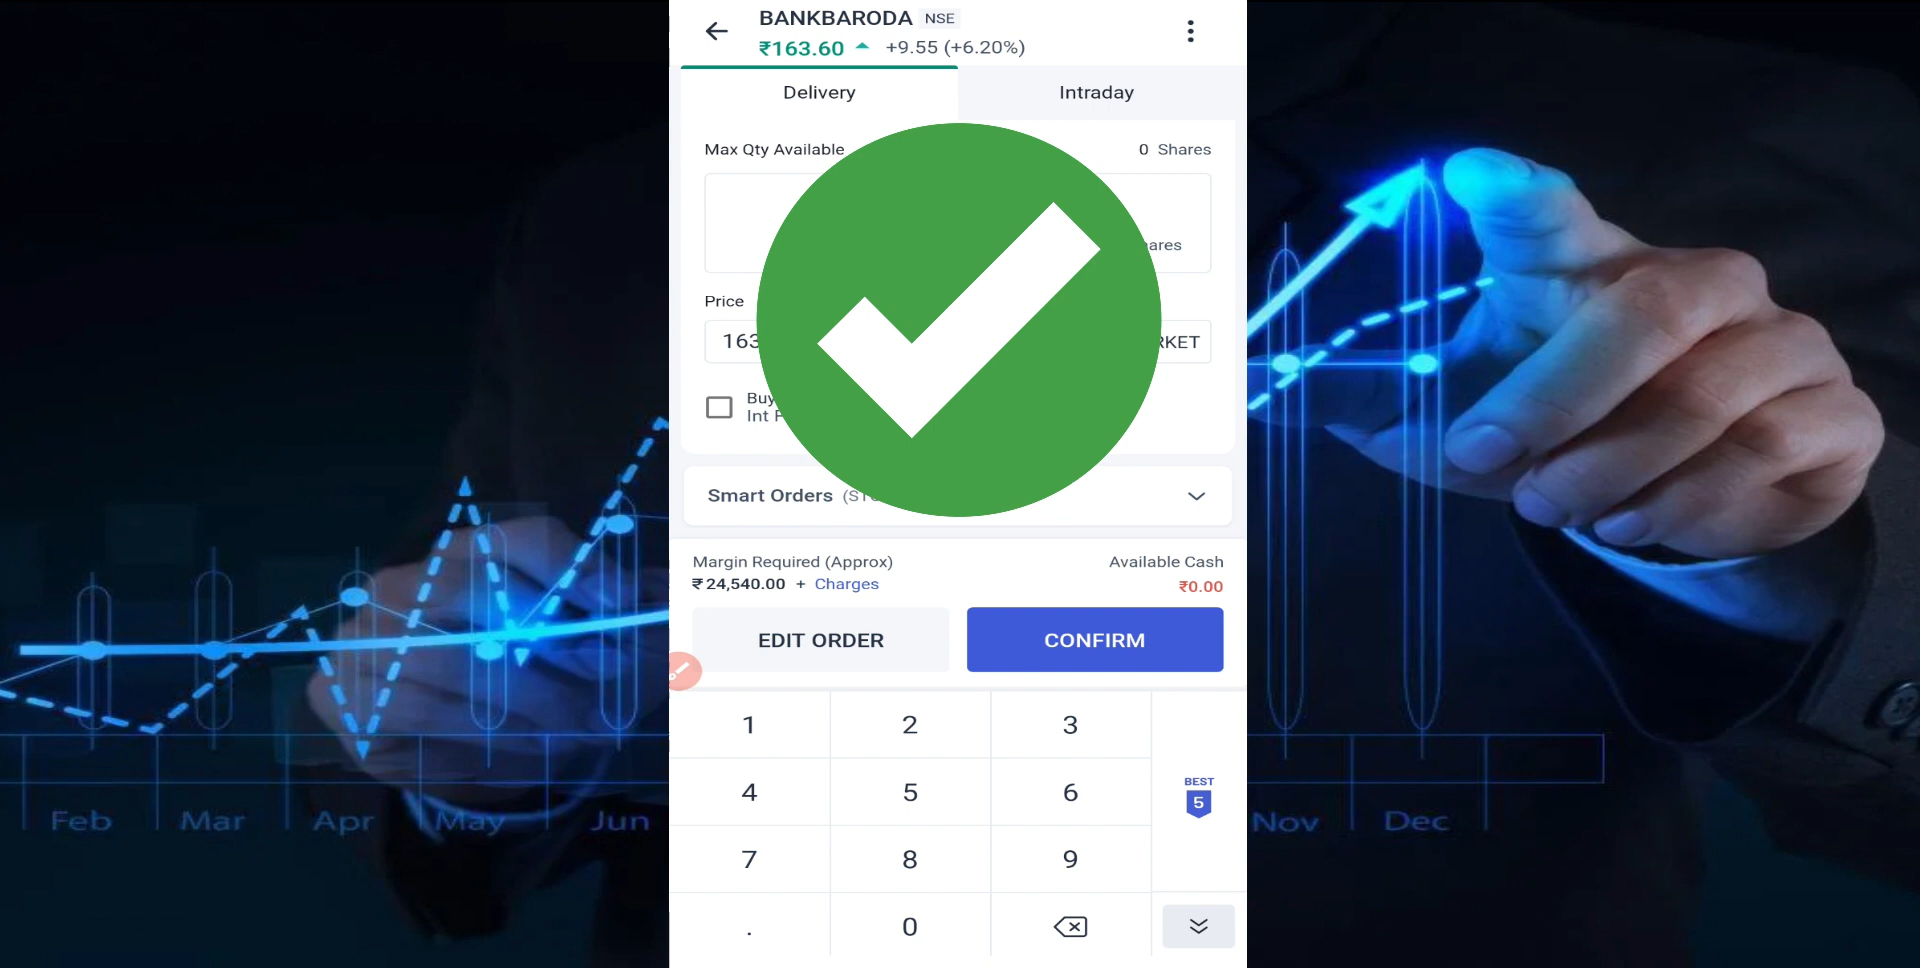 BANKBARODA NSE
₹163.60 +9.55 (+6.20%)
Delivery Intraday
Max Qty Available 0 Shares
Price
163
Buy
Int
Smart Orders
Margin Required (Approx) Available Cash
₹24,540.00 + Charges ₹0.00
EDIT ORDER CONFIRM
1 2 3
BEST
4 5 6 5
7 8 9
. 0
Feb Mar Apr May Jun Nov Dec